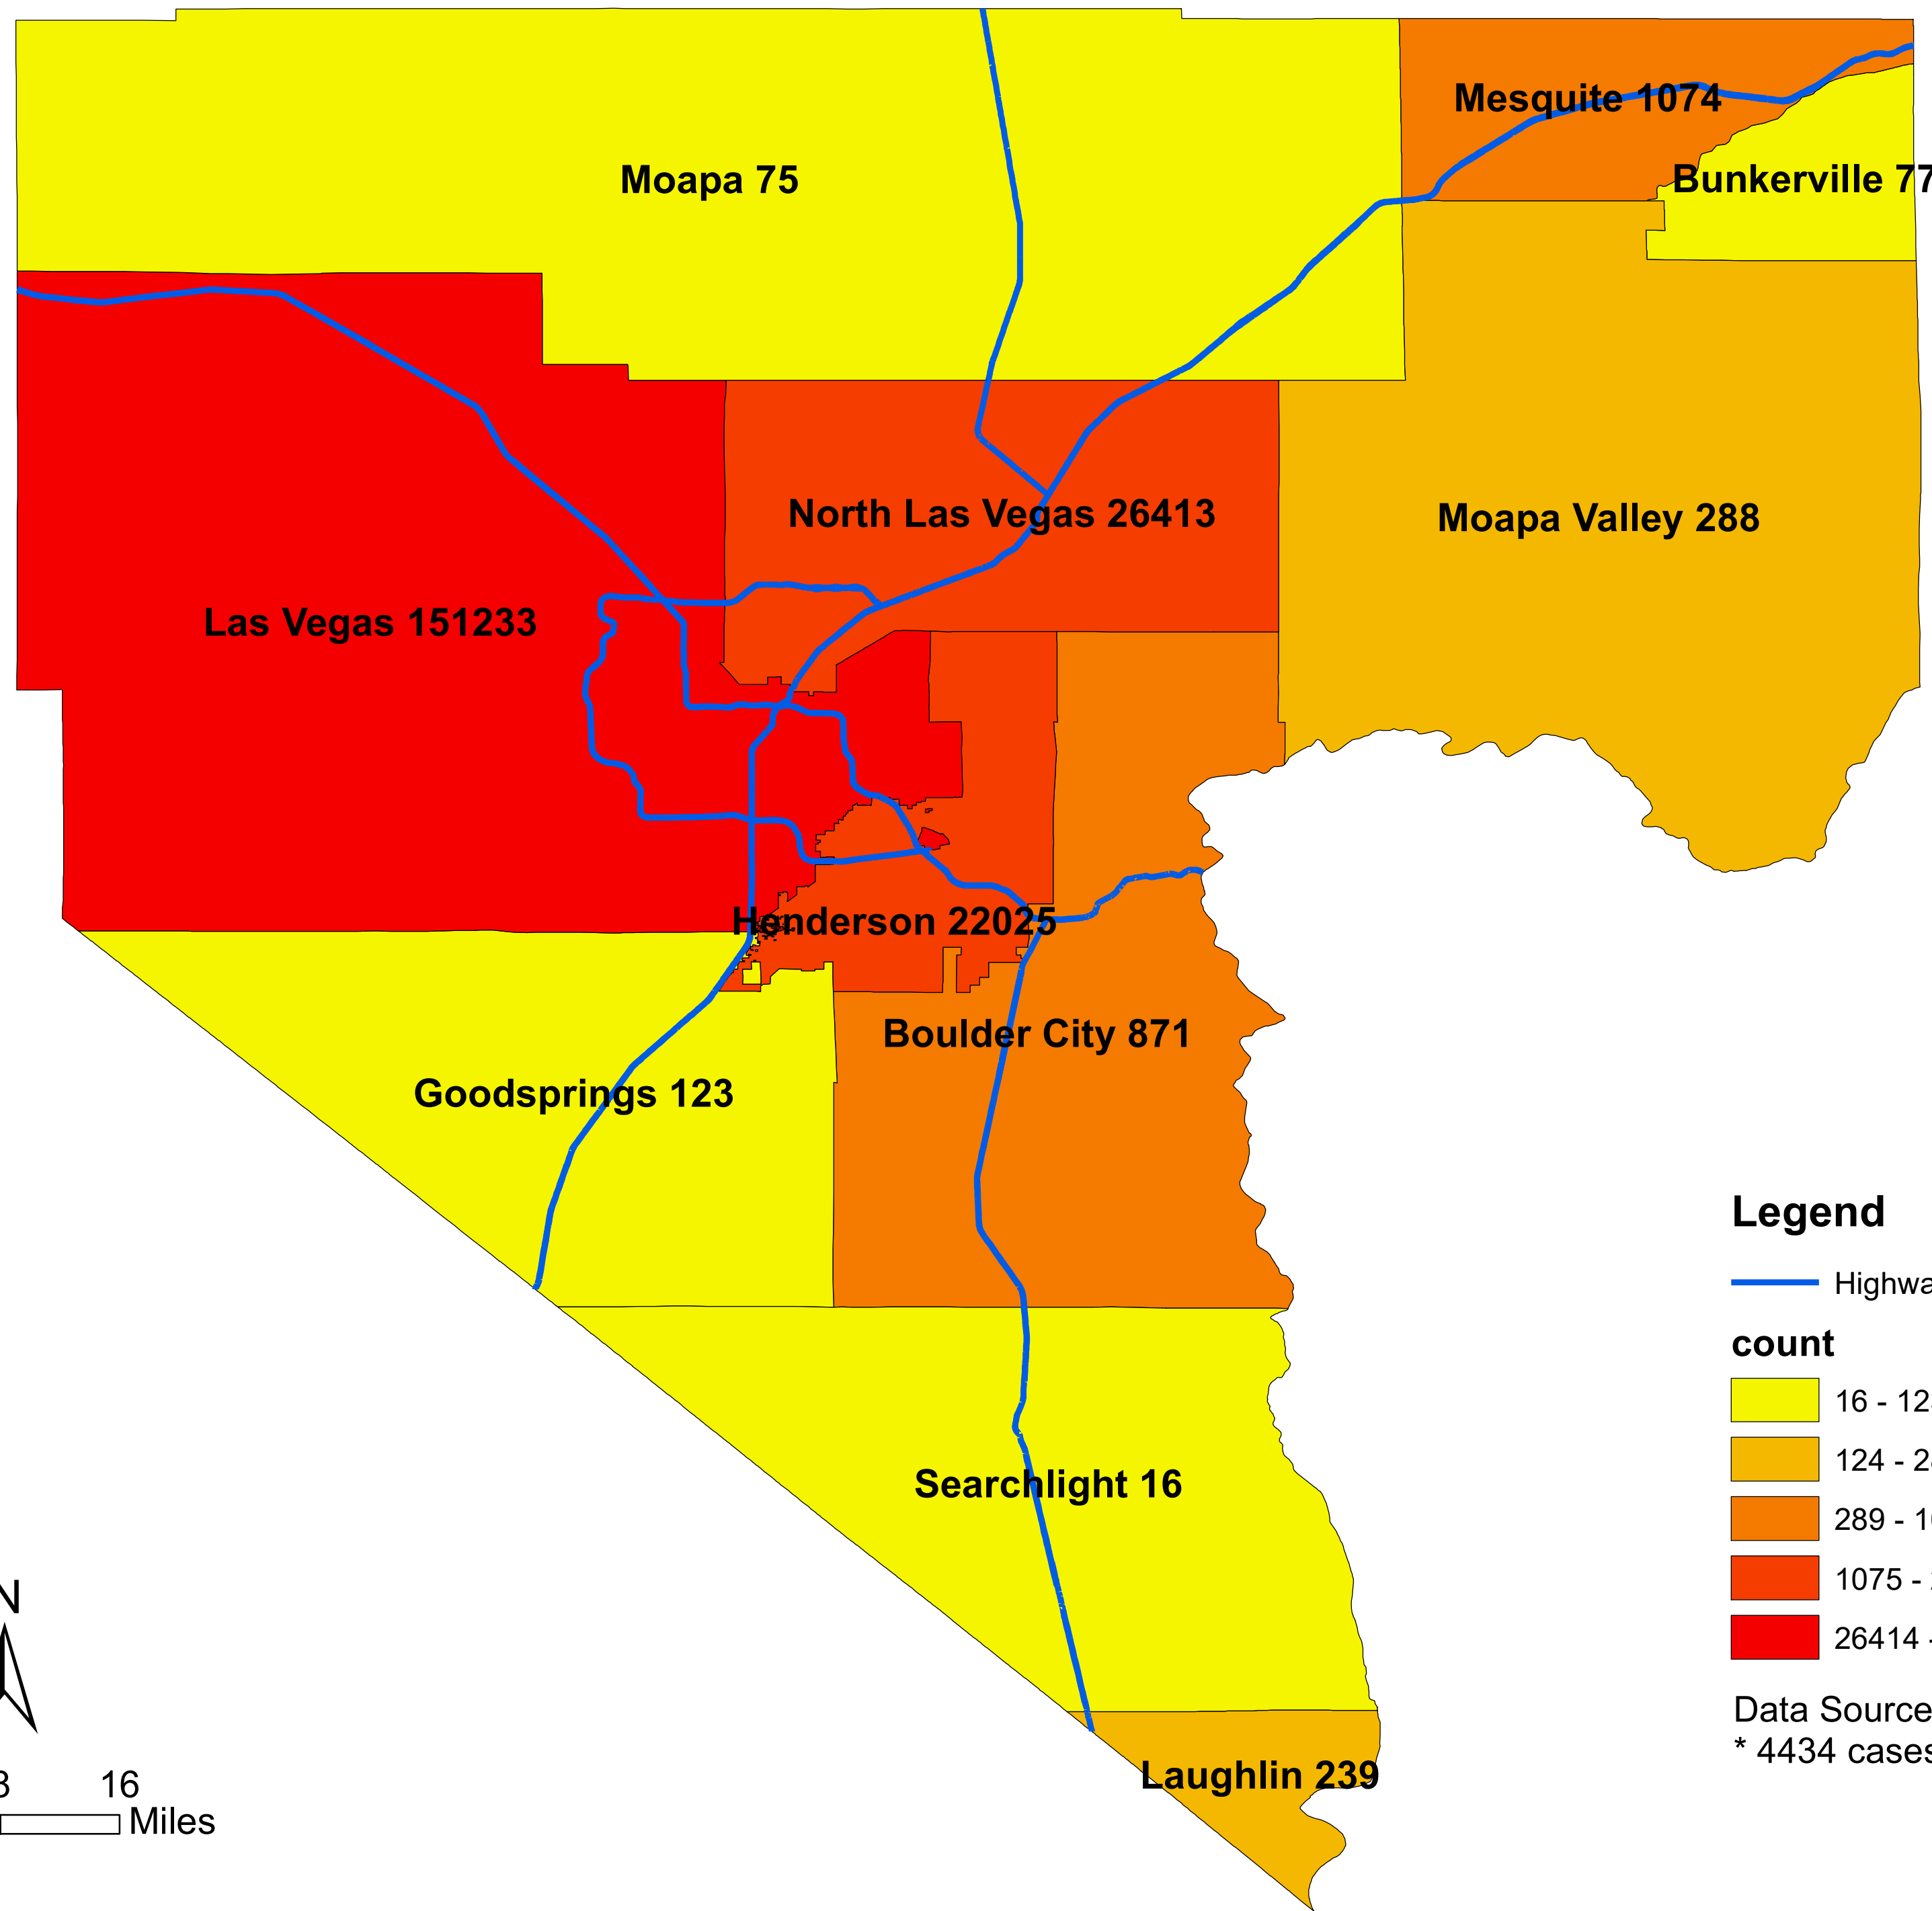 Mesquite 1074
Moapa 75
Bunkerville 77
North Las Vegas 26413
Moapa Valley 288
Las Vegas 151233
Henderson 22025
Boulder City 871
Goodsprings 123
Legend
Highwa
count
16 - 12
124 - 2
289 - 1
1075 -
26414 -
Searchlight 16
N
Data Source
* 4434 cases
Laughlin 239
16
Miles